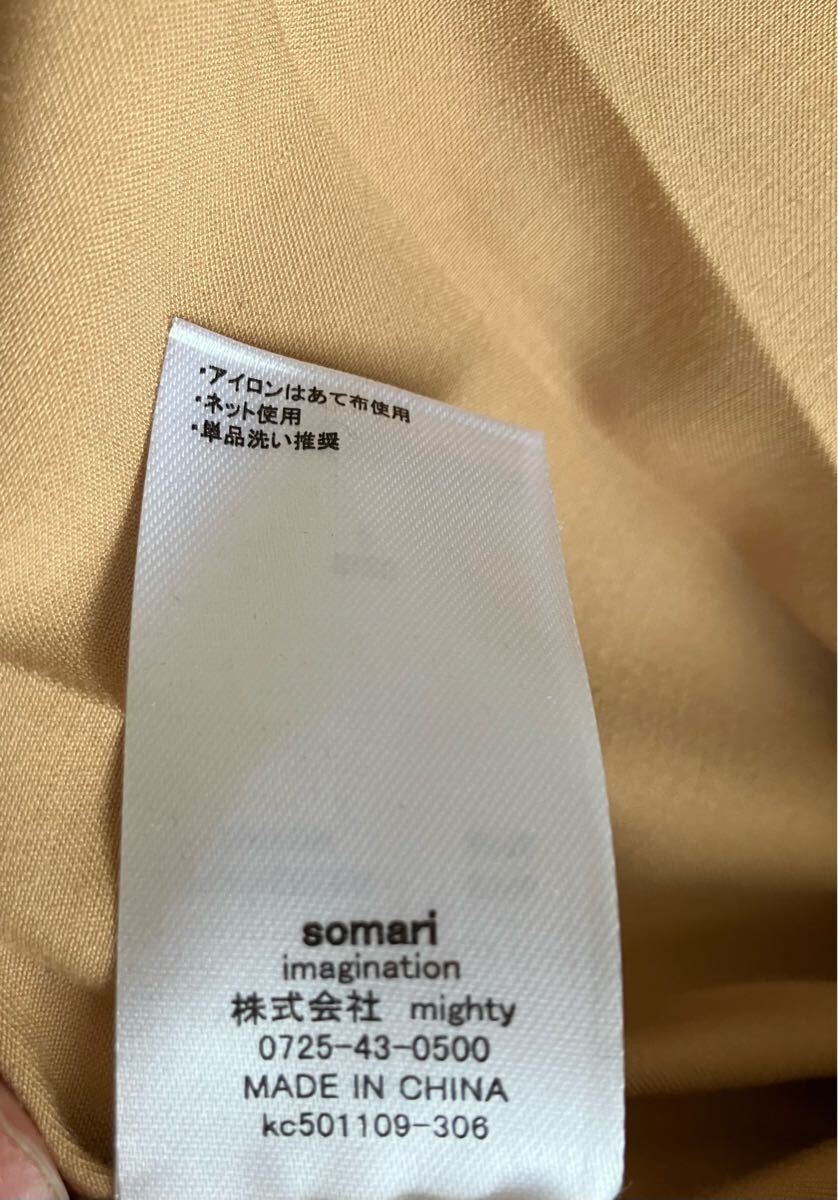 ・アイロンはあて布使用
・ネット使用
・単品洗い推奨
somari
imagination
株式会社 mighty
0725-43-0500
MADE IN CHINA
kc501109-306